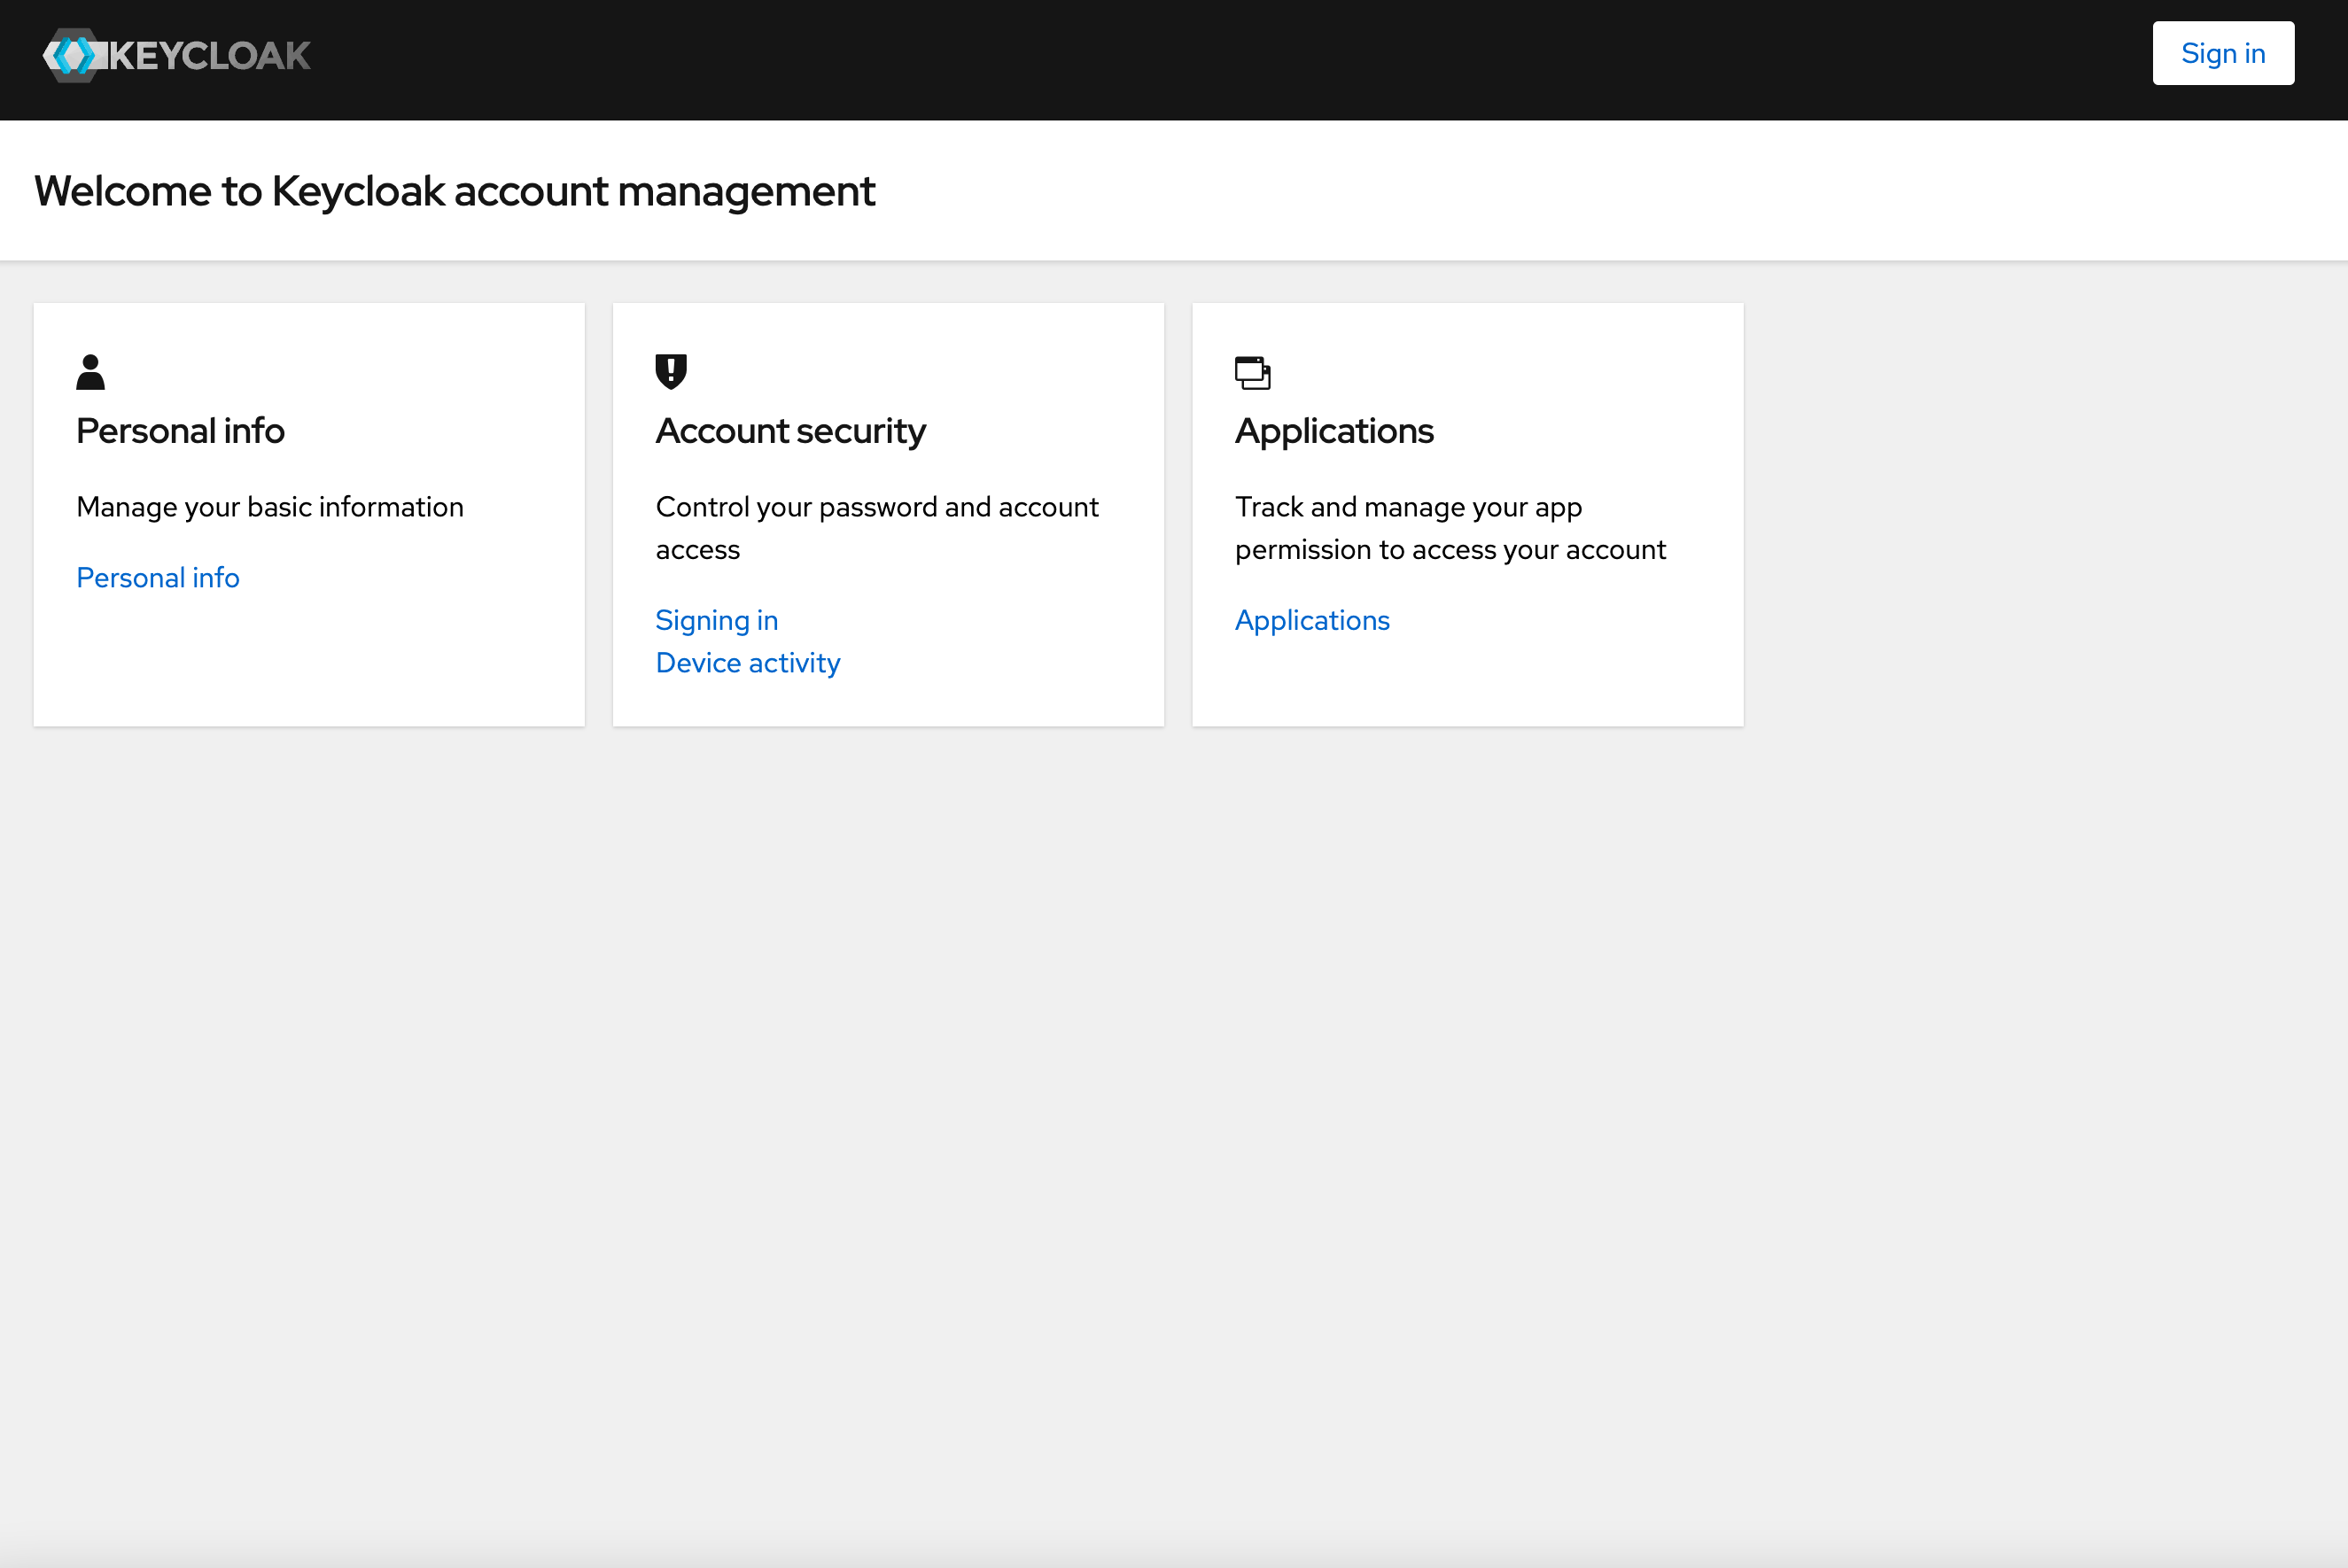 KEYCLOAK
Sign in
Welcome to Keycloak account management
Personal info
Manage your basic information
Personal info
Account security
Control your password and account
access
Signing in
Device activity
Applications
Track and manage your app
permission to access your account
Applications